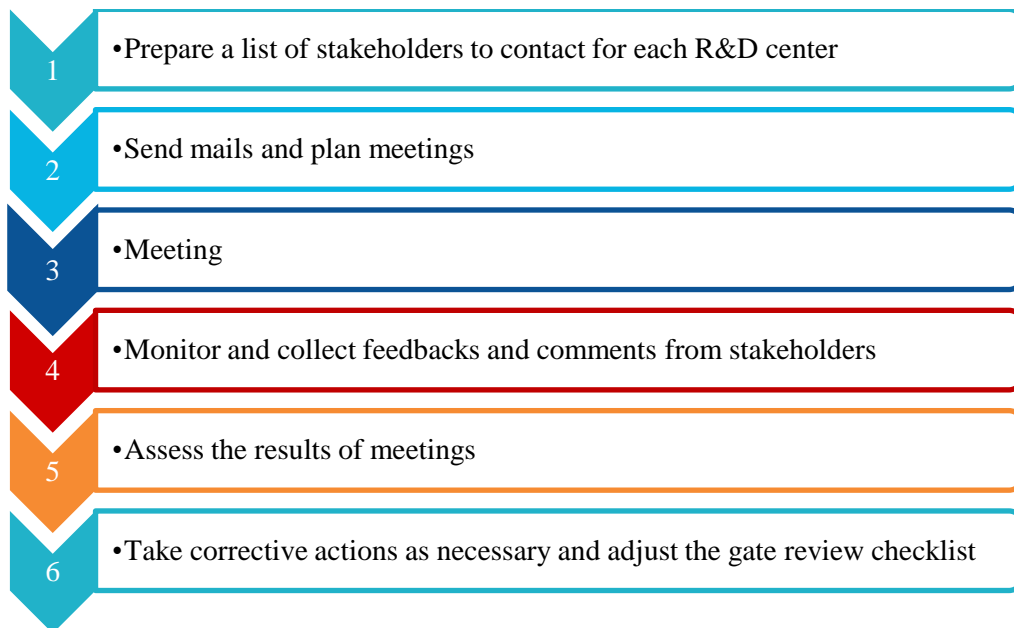 1
•Prepare a list of stakeholders to contact for each R&D center
2
•Send mails and plan meetings
3
•Meeting
4
•Monitor and collect feedbacks and comments from stakeholders
5
•Assess the results of meetings
6
•Take corrective actions as necessary and adjust the gate review checklist